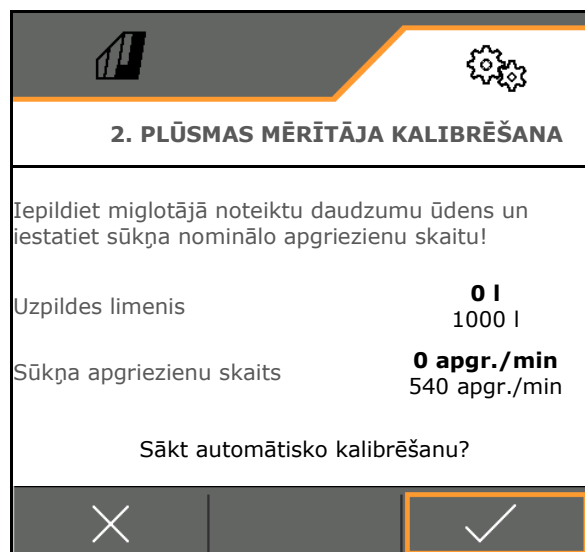 2. PLŪSMAS MĒRĪTĀJA KALIBRĒŠANA
Iepildiet miglotājā noteiktu daudzumu ūdens un
iestatiet sūkņa nominālo apgriezienu skaitu!
Uzpildes limenis
0 l
1000 l
Sūkņa apgriezienu skaits
0 apgr./min
540 apgr./min
Sākt automātisko kalibrēšanu?